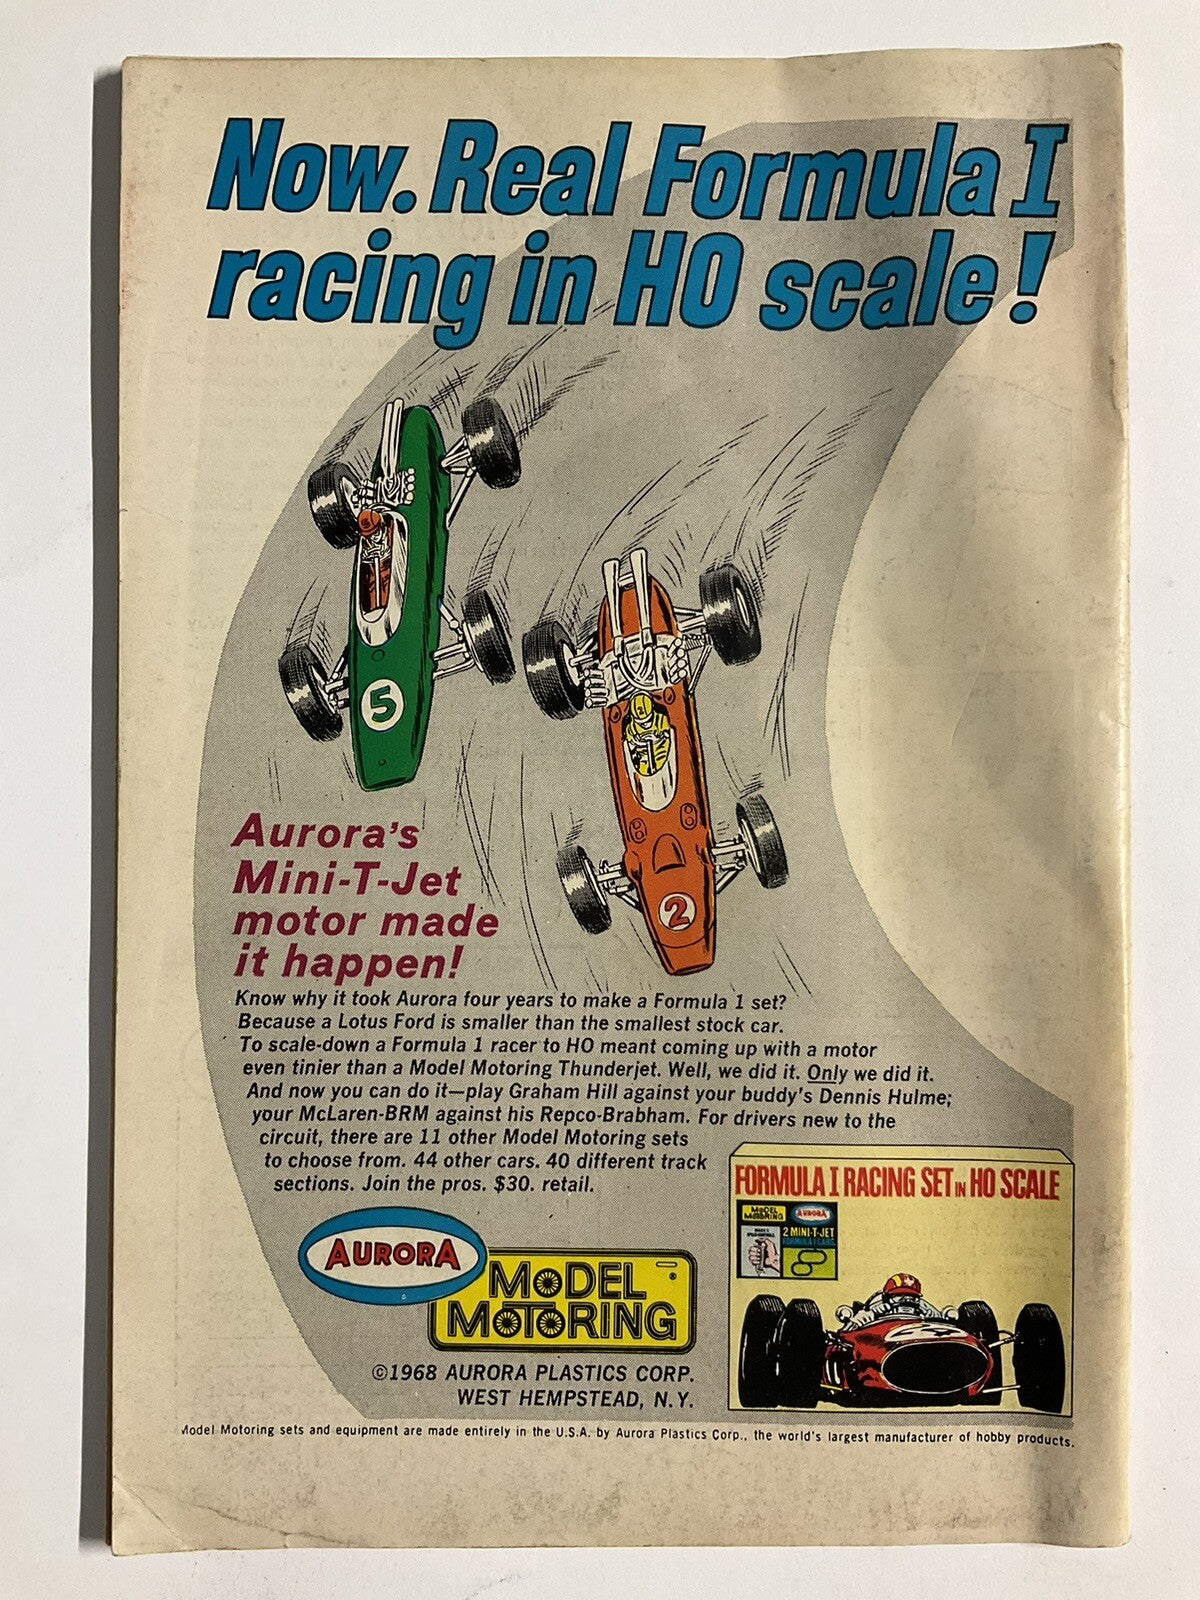 Now. Real Formula I
racing in HO scale!
5
2
Aurora's
Mini-T-Jet
motor made
it happen!
Know why it took Aurora four years to make a Formula 1 set?
Because a Lotus Ford is smaller than the smallest stock car.
To scale-down a Formula 1 racer to HO meant coming up with a motor
even tinier than a Model Motoring Thunderjet. Well, we did it. Only we did it.
And now you can do it—play Graham Hill against your buddy's Dennis Hulme;
your McLaren-BRM against his Repco-Brabham. For drivers new to the
circuit, there are 11 other Model Motoring sets
to choose from. 44 other cars. 40 different track
sections. Join the pros. $30. retail.
FORMULA I RACING SET IN HO SCALE
MODEL MOTORING
AURORA
2 MINI-T-JET
FORMULA I CARS
24
AURORA
MODEL
MOTORING
®
©1968 AURORA PLASTICS CORP.
WEST HEMPSTEAD, N.Y.
Model Motoring sets and equipment are made entirely in the U.S.A. by Aurora Plastics Corp., the world's largest manufacturer of hobby products.